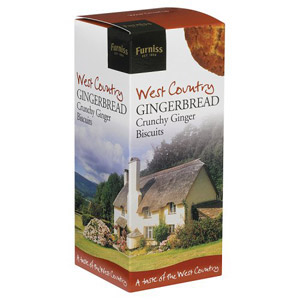 Furniss
West Country
GINGERBREAD
Crunchy Ginger
Biscuits
A taste of the West Country
Furniss
West Country
GINGERBREAD
Crunchy Ginger
Biscuits
A taste of the West Country